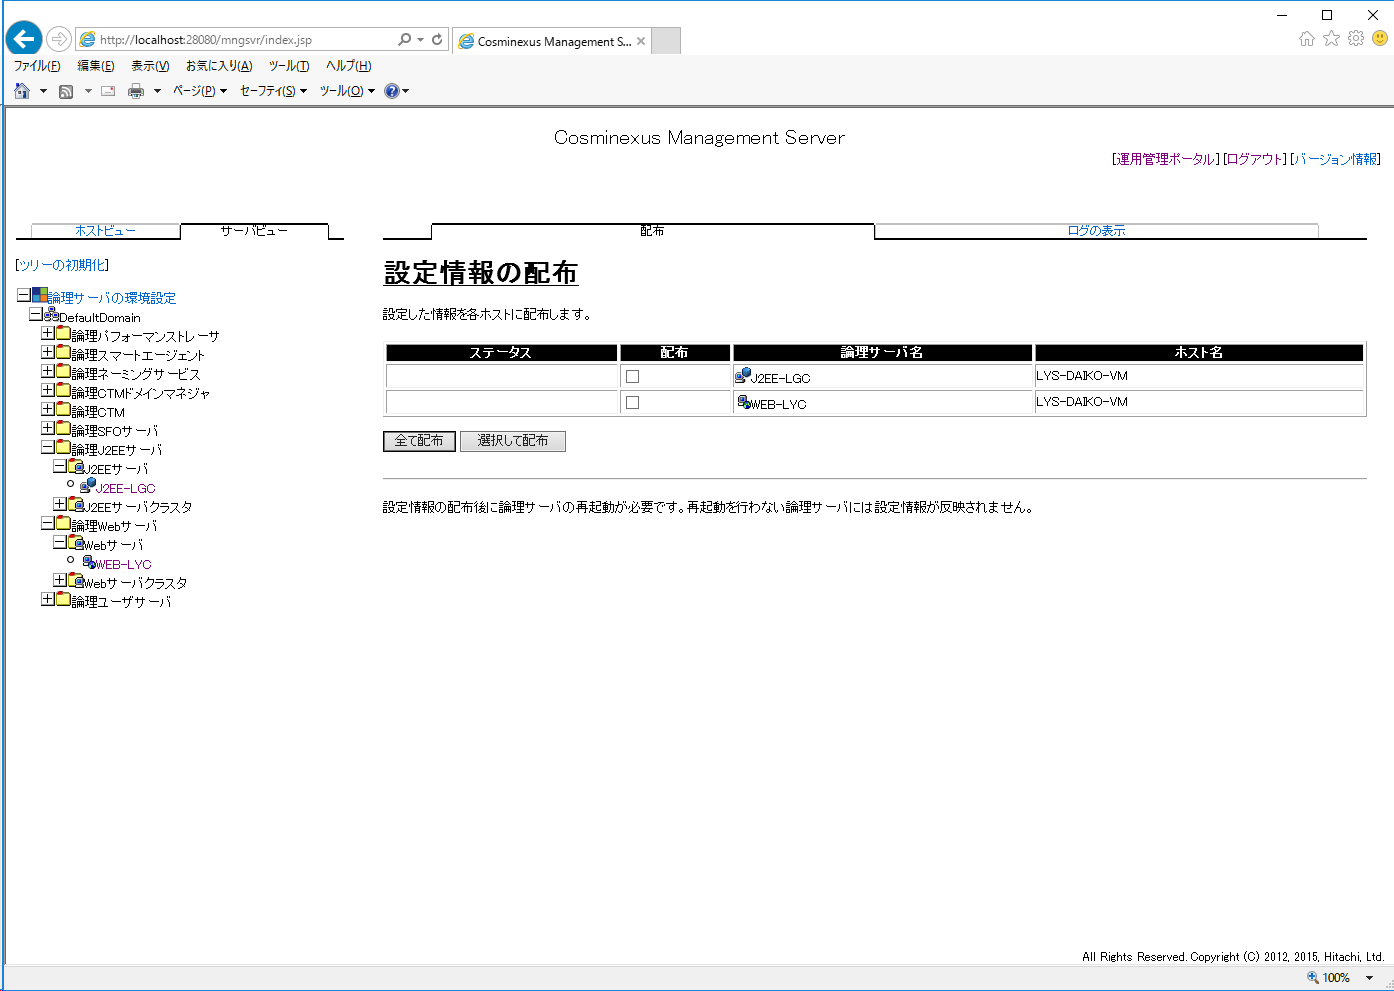 http://localhost:28080/mngsvr/index.jsp
Cosminexus Management S...
ファイル(F) 編集(E) 表示(V) お気に入り(A) ツール(T) ヘルプ(H)
ページ(P) セーフティ(S) ツール(O)
Cosminexus Management Server
[運用管理ポータル] [ログアウト] [バージョン情報]
ホストビュー サーバビュー
配布 ログの表示
[ツリーの初期化]
論理サーバの環境設定
DefaultDomain
論理パフォーマンストレーサ
論理スマートエージェント
論理ネーミングサービス
論理CTMドメインマネジャ
論理CTM
論理SFOサーバ
論理J2EEサーバ
J2EEサーバ
J2EE-LGC
J2EEサーバクラスタ
論理Webサーバ
Webサーバ
WEB-LYC
Webサーバクラスタ
論理ユーザサーバ
設定情報の配布
設定した情報を各ホストに配布します。
ステータス 配布 論理サーバ名 ホスト名
J2EE-LGC LYS-DAIKO-VM
WEB-LYC LYS-DAIKO-VM
全て配布 選択して配布
設定情報の配布後に論理サーバの再起動が必要です。再起動を行わない論理サーバには設定情報が反映されません。
All Rights Reserved. Copyright (C) 2012, 2015, Hitachi, Ltd.
100%